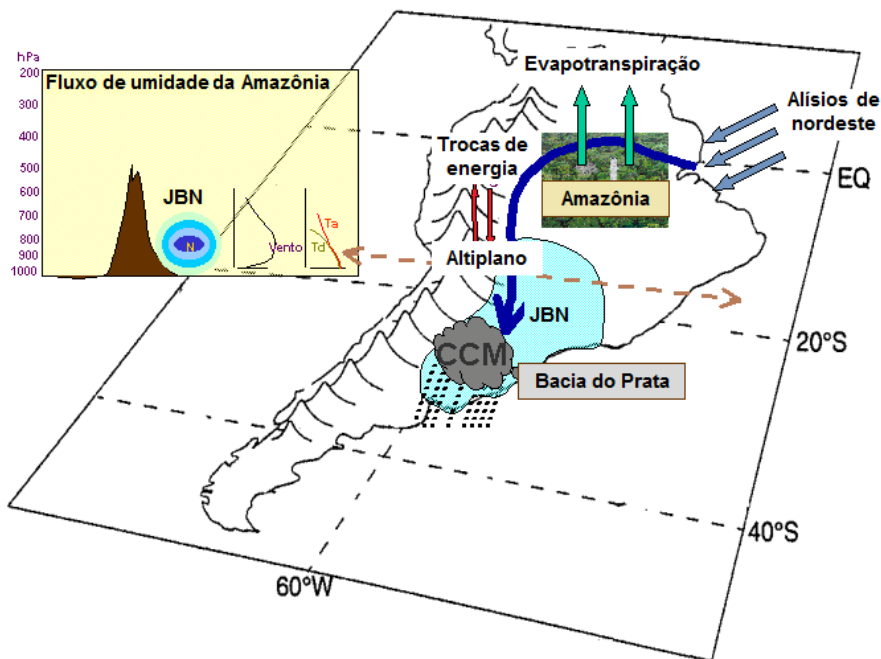 hPa
200
300
400
500
600
700
800
900
1000
Fluxo de umidade da Amazônia
JBN
N
Vento
Td
Ta
Evapotranspiração
Alísios de
nordeste
Trocas de
energia
Amazônia
EQ
Altiplano
JBN
20°S
CCM
Bacia do Prata
40°S
60°W